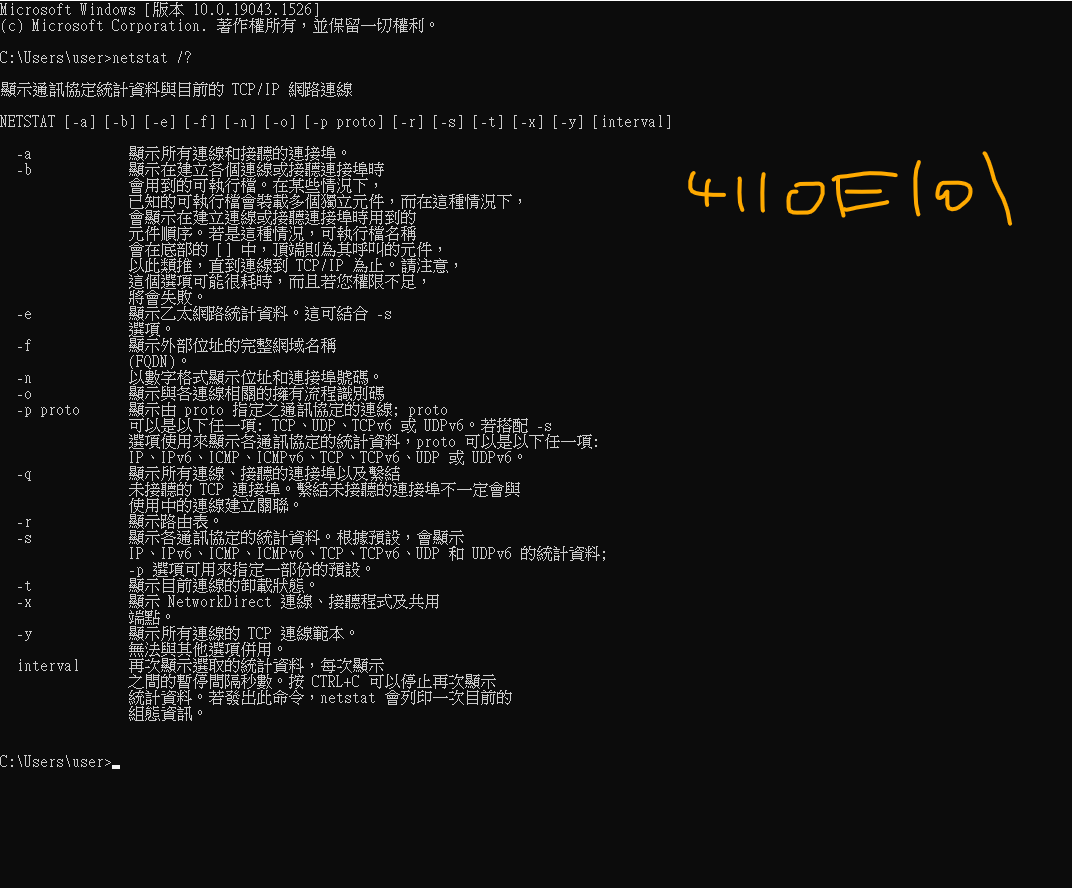 Microsoft Windows [版本 10.0.19043.1526]
(c) Microsoft Corporation. 著作權所有，並保留一切權利。
C:\Users\user>netstat /?
顯示通訊協定統計資料與目前的 TCP/IP 網路連線
NETSTAT [-a] [-b] [-e] [-f] [-n] [-o] [-p proto] [-r] [-s] [-t] [-x] [-y] [interval]
-a 顯示所有連線和接聽的連接埠。
-b 顯示在建立各個連線或接聽連接埠時
會用到的可執行檔。在某些情況下，
已知的可執行檔會裝載多個獨立元件，而在這種情況下，
會顯示在建立連線或接聽連接埠時用到的
元件順序。若是這種情況，可執行檔名稱
會在底部的 [] 中，頂端則為其呼叫的元件，
以此類推，直到連線到 TCP/IP 為止。請注意，
這個選項可能很耗時，而且若您權限不足，
將會失敗。
-e 顯示乙太網路統計資料。這可結合 -s
選項。
-f 顯示外部位址的完整網域名稱
(FQDN)。
-n 以數字格式顯示位址和連接埠號碼。
-o 顯示與各連線相關的擁有流程識別碼
-p proto 顯示由 proto 指定之通訊協定的連線; proto
可以是以下任一項: TCP、UDP、TCPv6 或 UDPv6。若搭配 -s
選項使用來顯示各通訊協定的統計資料，proto 可以是以下任一項:
IP、IPv6、ICMP、ICMPv6、TCP、TCPv6、UDP 或 UDPv6。
-q 顯示所有連線、接聽的連接埠以及繫結
未接聽的 TCP 連接埠。繫結未接聽的連接埠不一定會與
使用中的連線建立關聯。
-r 顯示路由表。
-s 顯示各通訊協定的統計資料。根據預設，會顯示
IP、IPv6、ICMP、ICMPv6、TCP、TCPv6、UDP 和 UDPv6 的統計資料;
-p 選項可用來指定一部份的預設。
-t 顯示目前連線的卸載狀態。
-x 顯示 NetworkDirect 連線、接聽程式及共用
端點。
-y 顯示所有連線的 TCP 連線範本。
無法與其他選項併用。
interval 再次顯示選取的統計資料，每次顯示
之間的暫停間隔秒數。按 CTRL+C 可以停止再次顯示
統計資料。若發出此命令，netstat 會列印一次目前的
組態資訊。
C:\Users\user>
4110E101